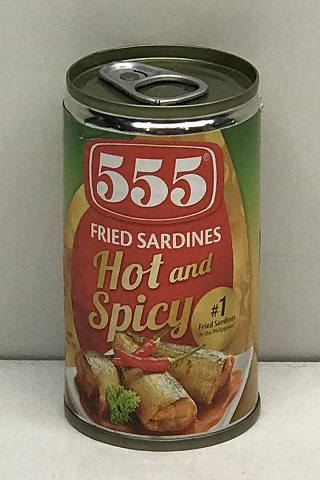 555®
FRIED SARDINES
Hot and
Spicy
#1
Fried Sardines
in the Philippines*